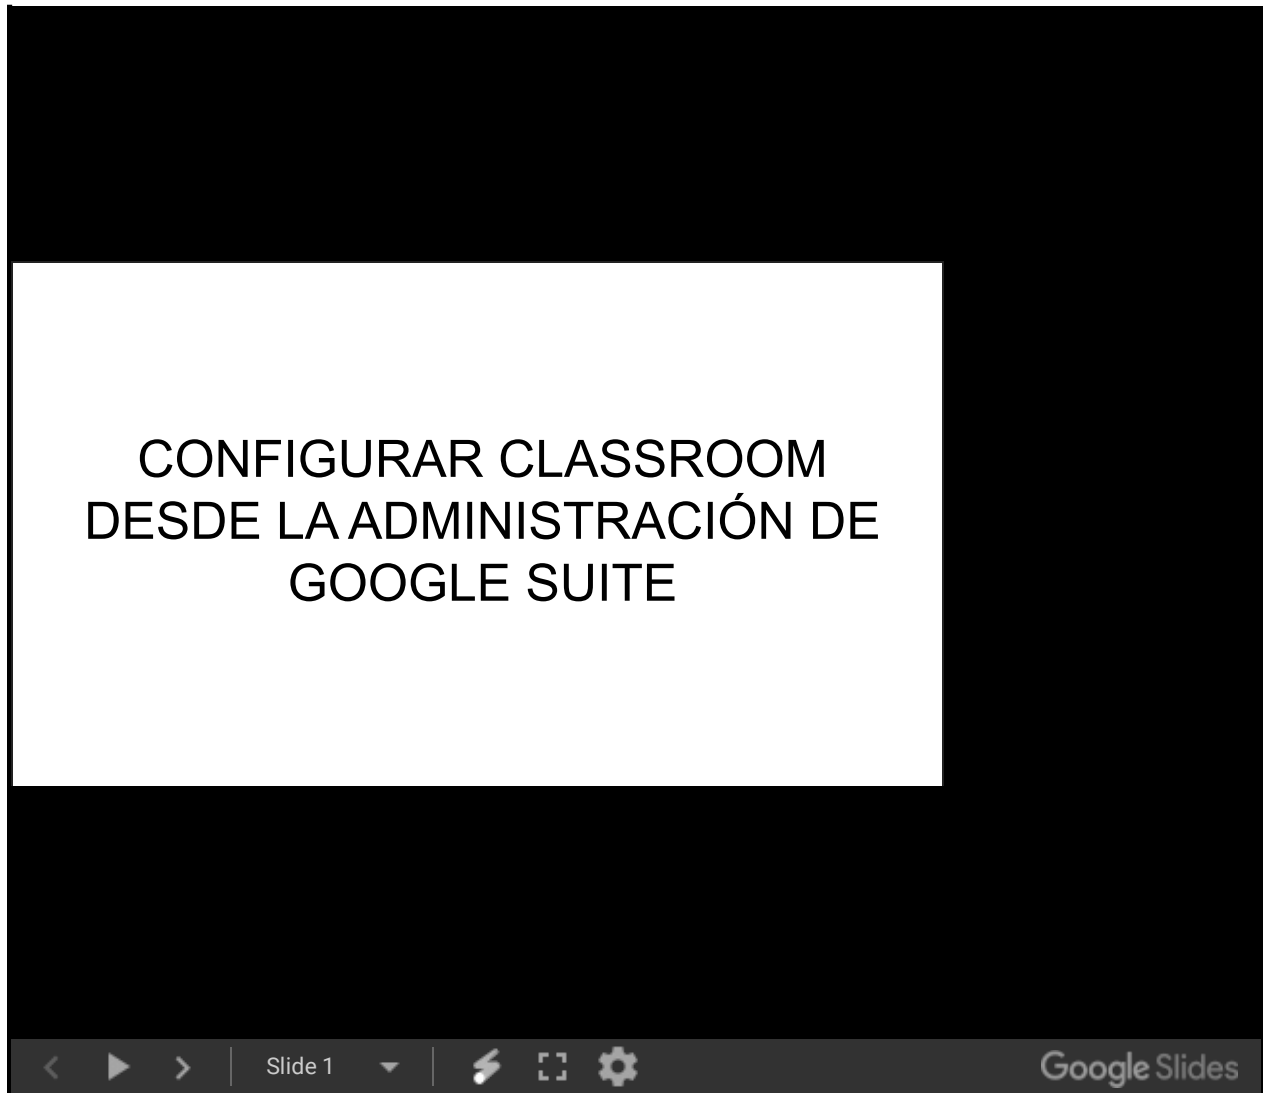 CONFIGURAR CLASSROOM
DESDE LA ADMINISTRACIÓN DE
GOOGLE SUITE
Slide 1
Google Slides